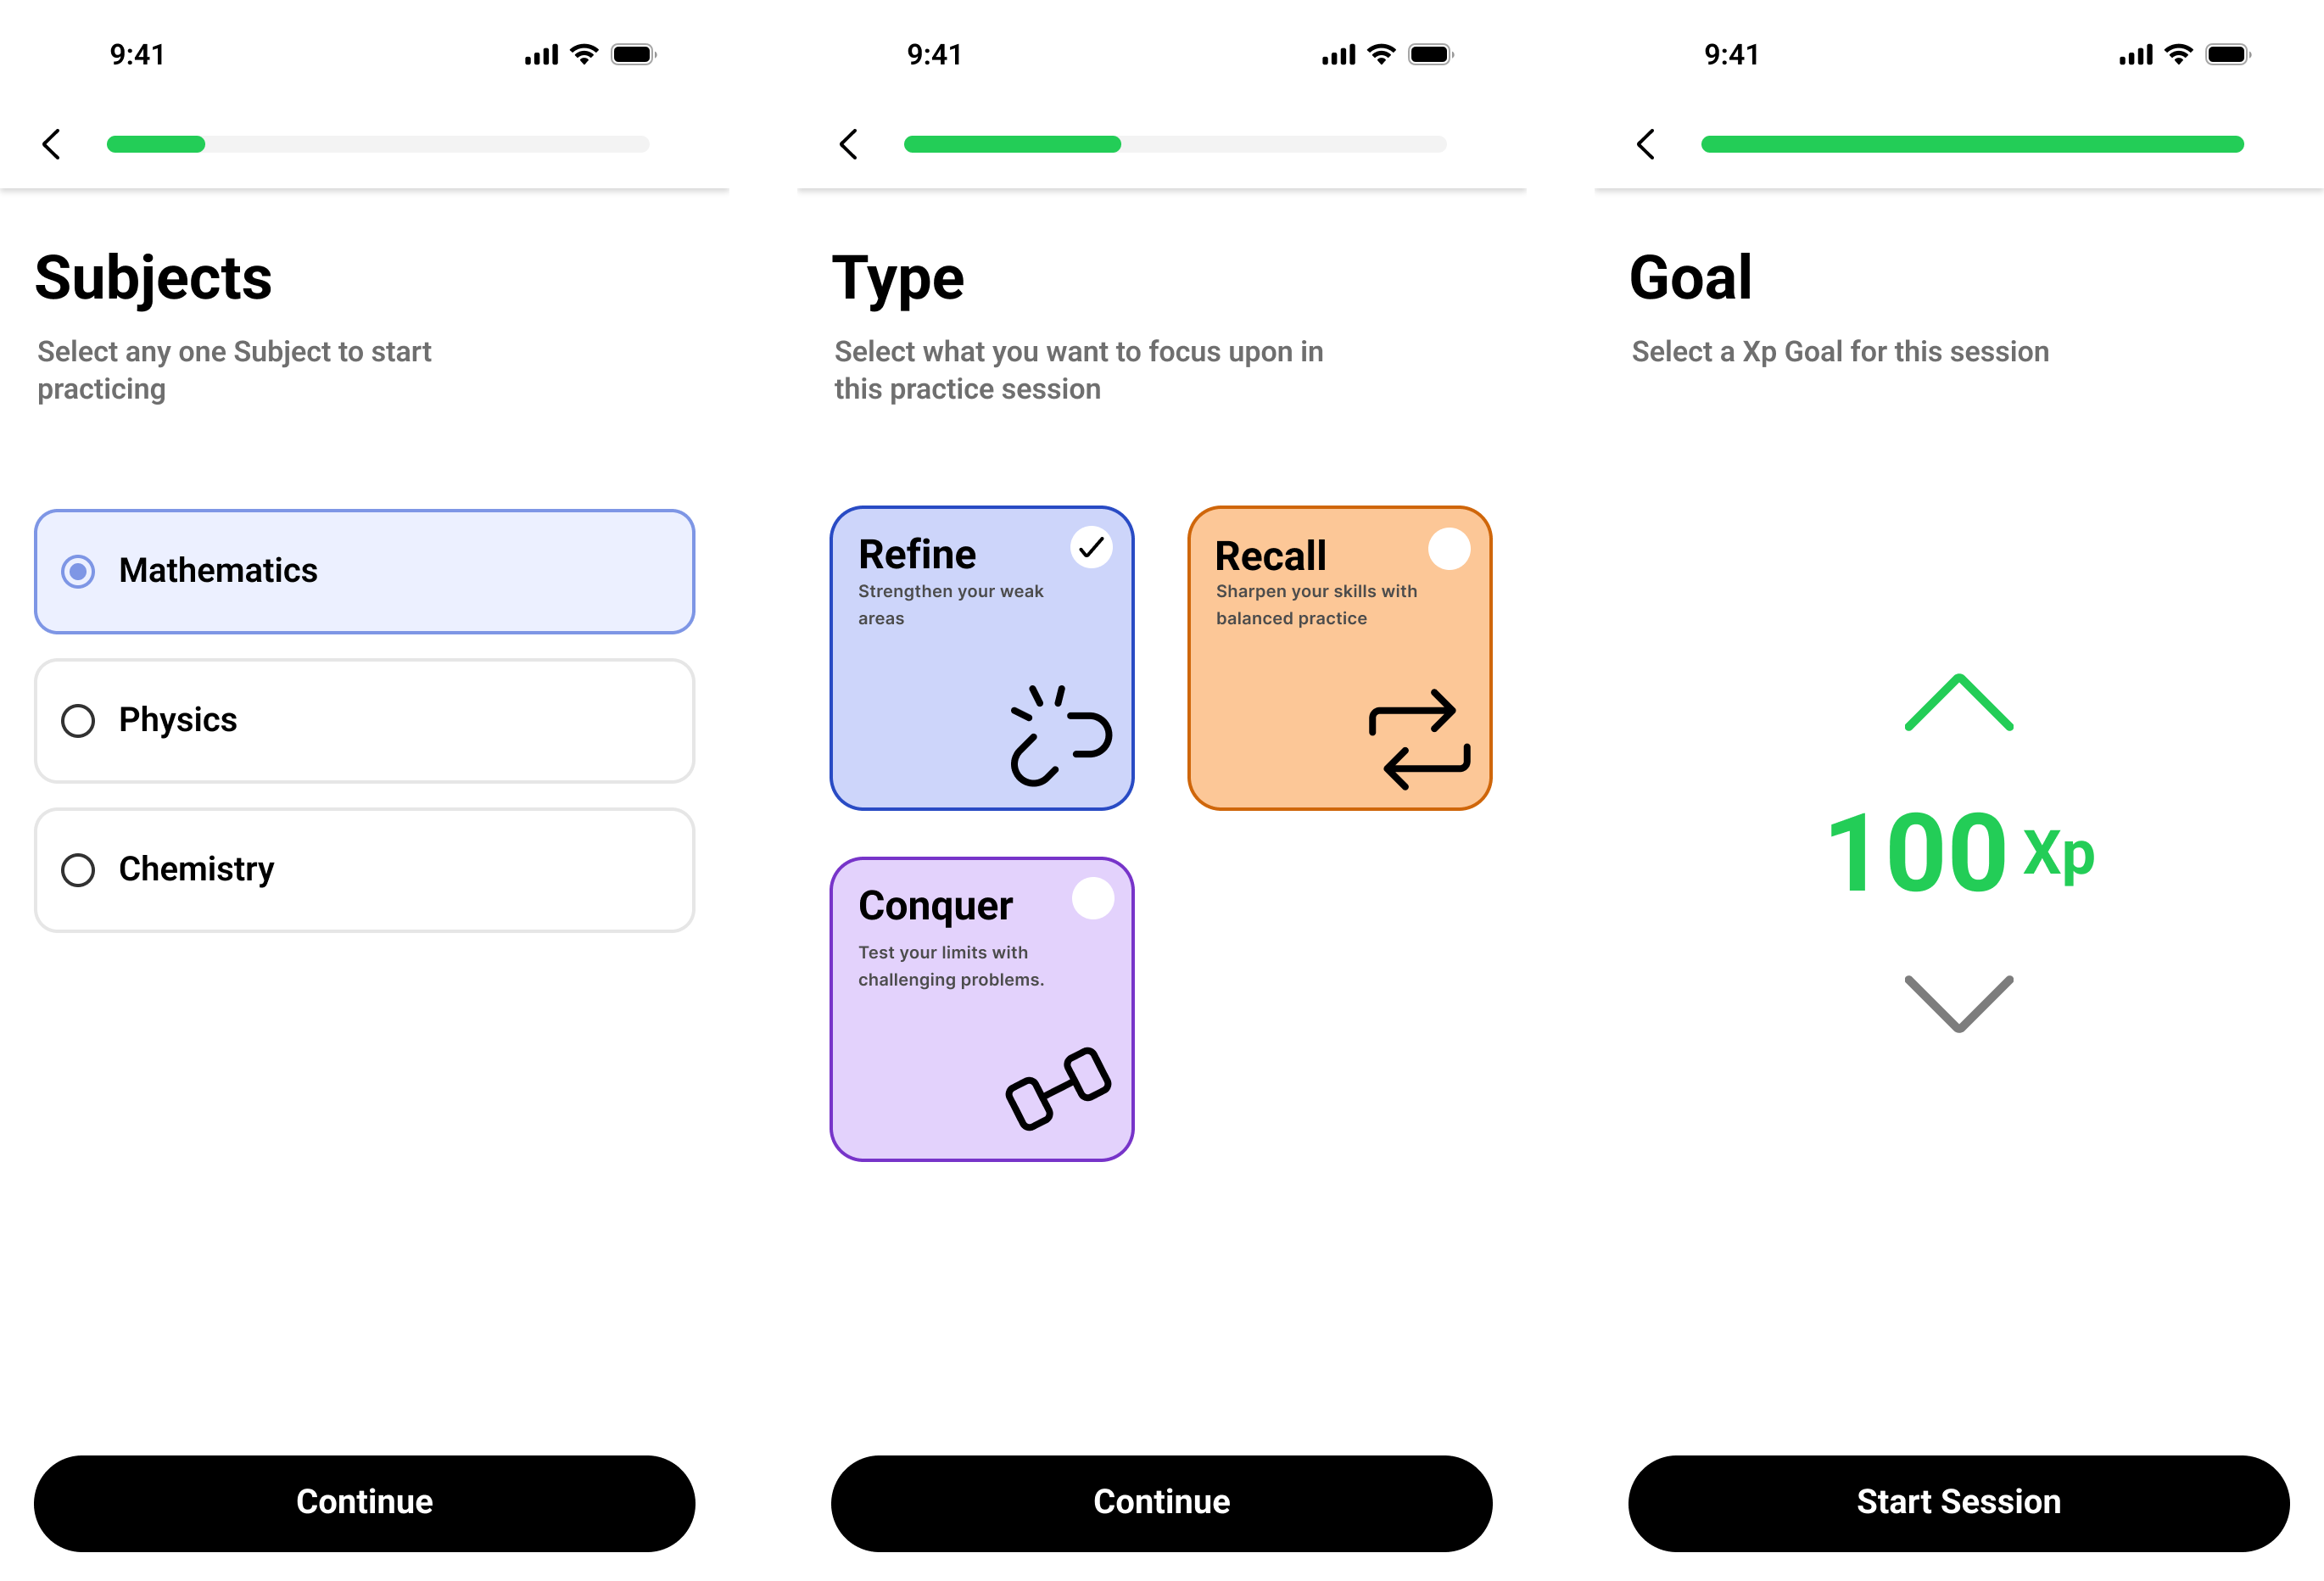 9:41
Subjects
Select any one Subject to start
practicing
Mathematics
Physics
Chemistry
Continue
9:41
Type
Select what you want to focus upon in
this practice session
Refine
Strengthen your weak
areas
Recall
Sharpen your skills with
balanced practice
Conquer
Test your limits with
challenging problems.
Continue
9:41
Goal
Select a Xp Goal for this session
100 Xp
Start Session